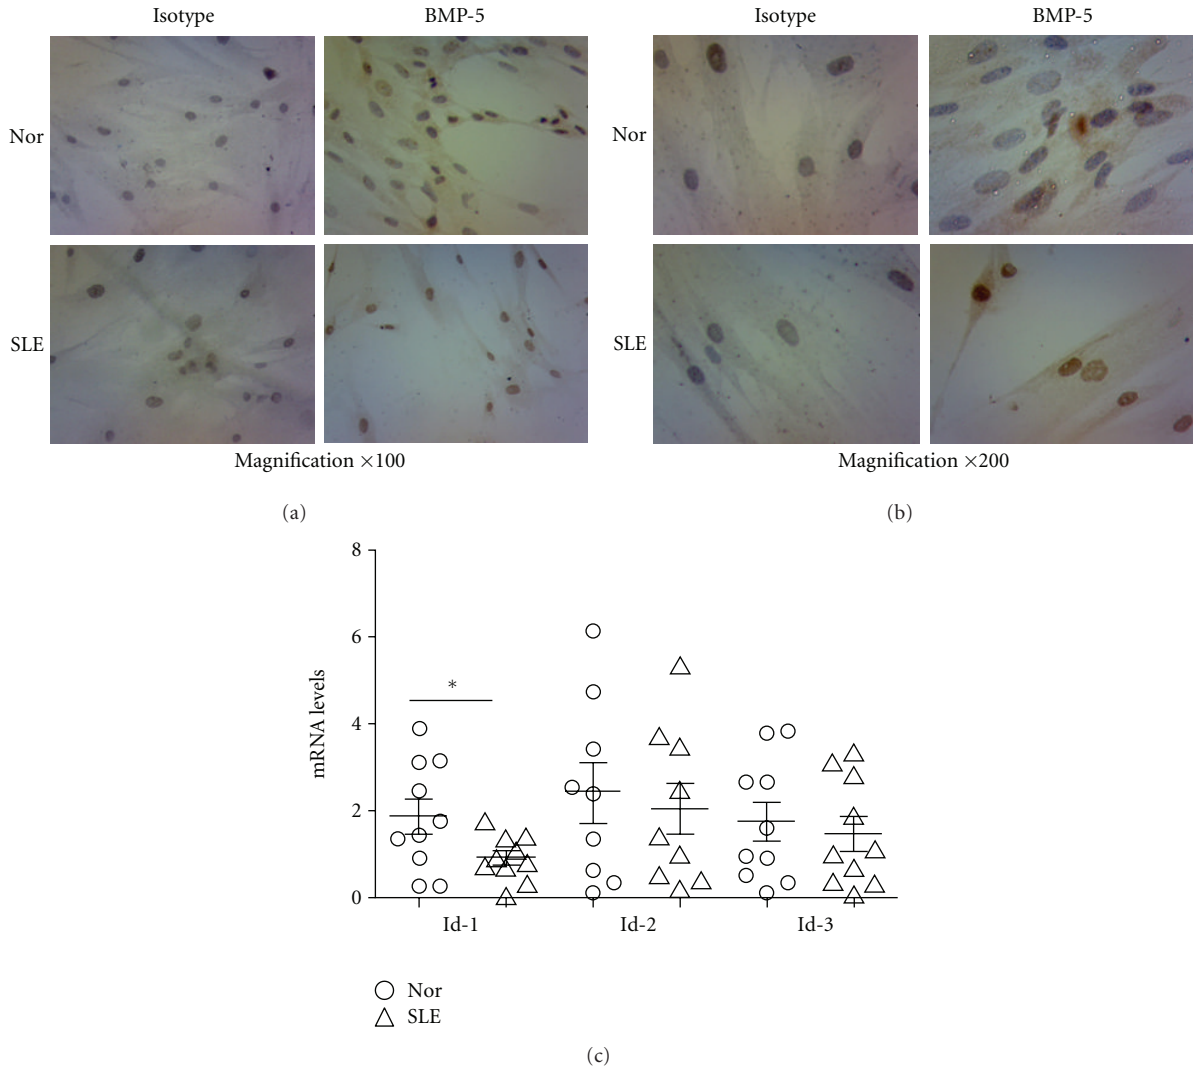 Isotype BMP-5
Nor
SLE
Magnification ×100
(a)
Isotype BMP-5
Nor
SLE
Magnification ×200
(b)
8
6
4
2
0
mRNA levels
*
Id-1 Id-2 Id-3
Nor
SLE
(c)